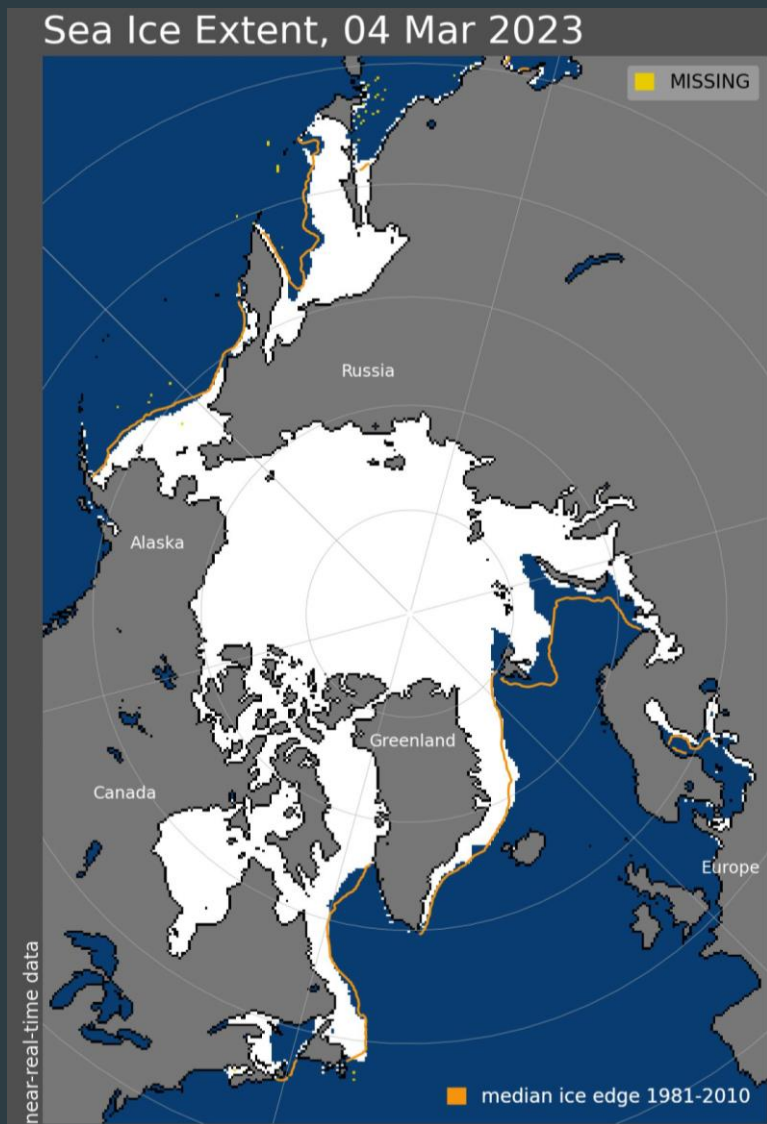 Sea Ice Extent, 04 Mar 2023
MISSING
Russia
Alaska
Greenland
Canada
Europe
near-real-time data
median ice edge 1981-2010